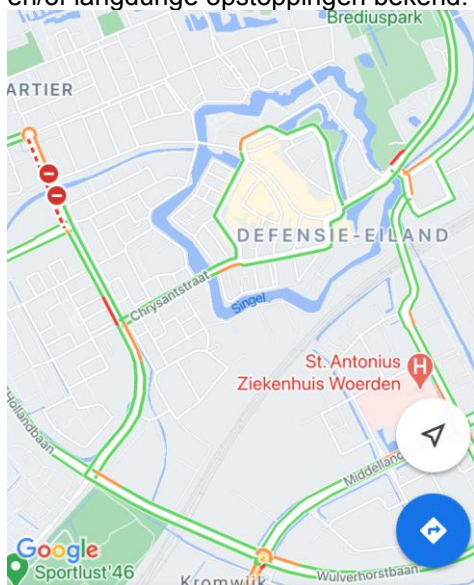 en/of langdurige opstoppingen bekend.
Brediuspark
ARTIER
DEFENSIE-EILAND
Chrysantstraat
Singel
St. Antonius
Ziekenhuis Woerden
H
Hollandbaan
Middelland
Google
Sportlust'46
Kromwijk
Wulverhorstbaan